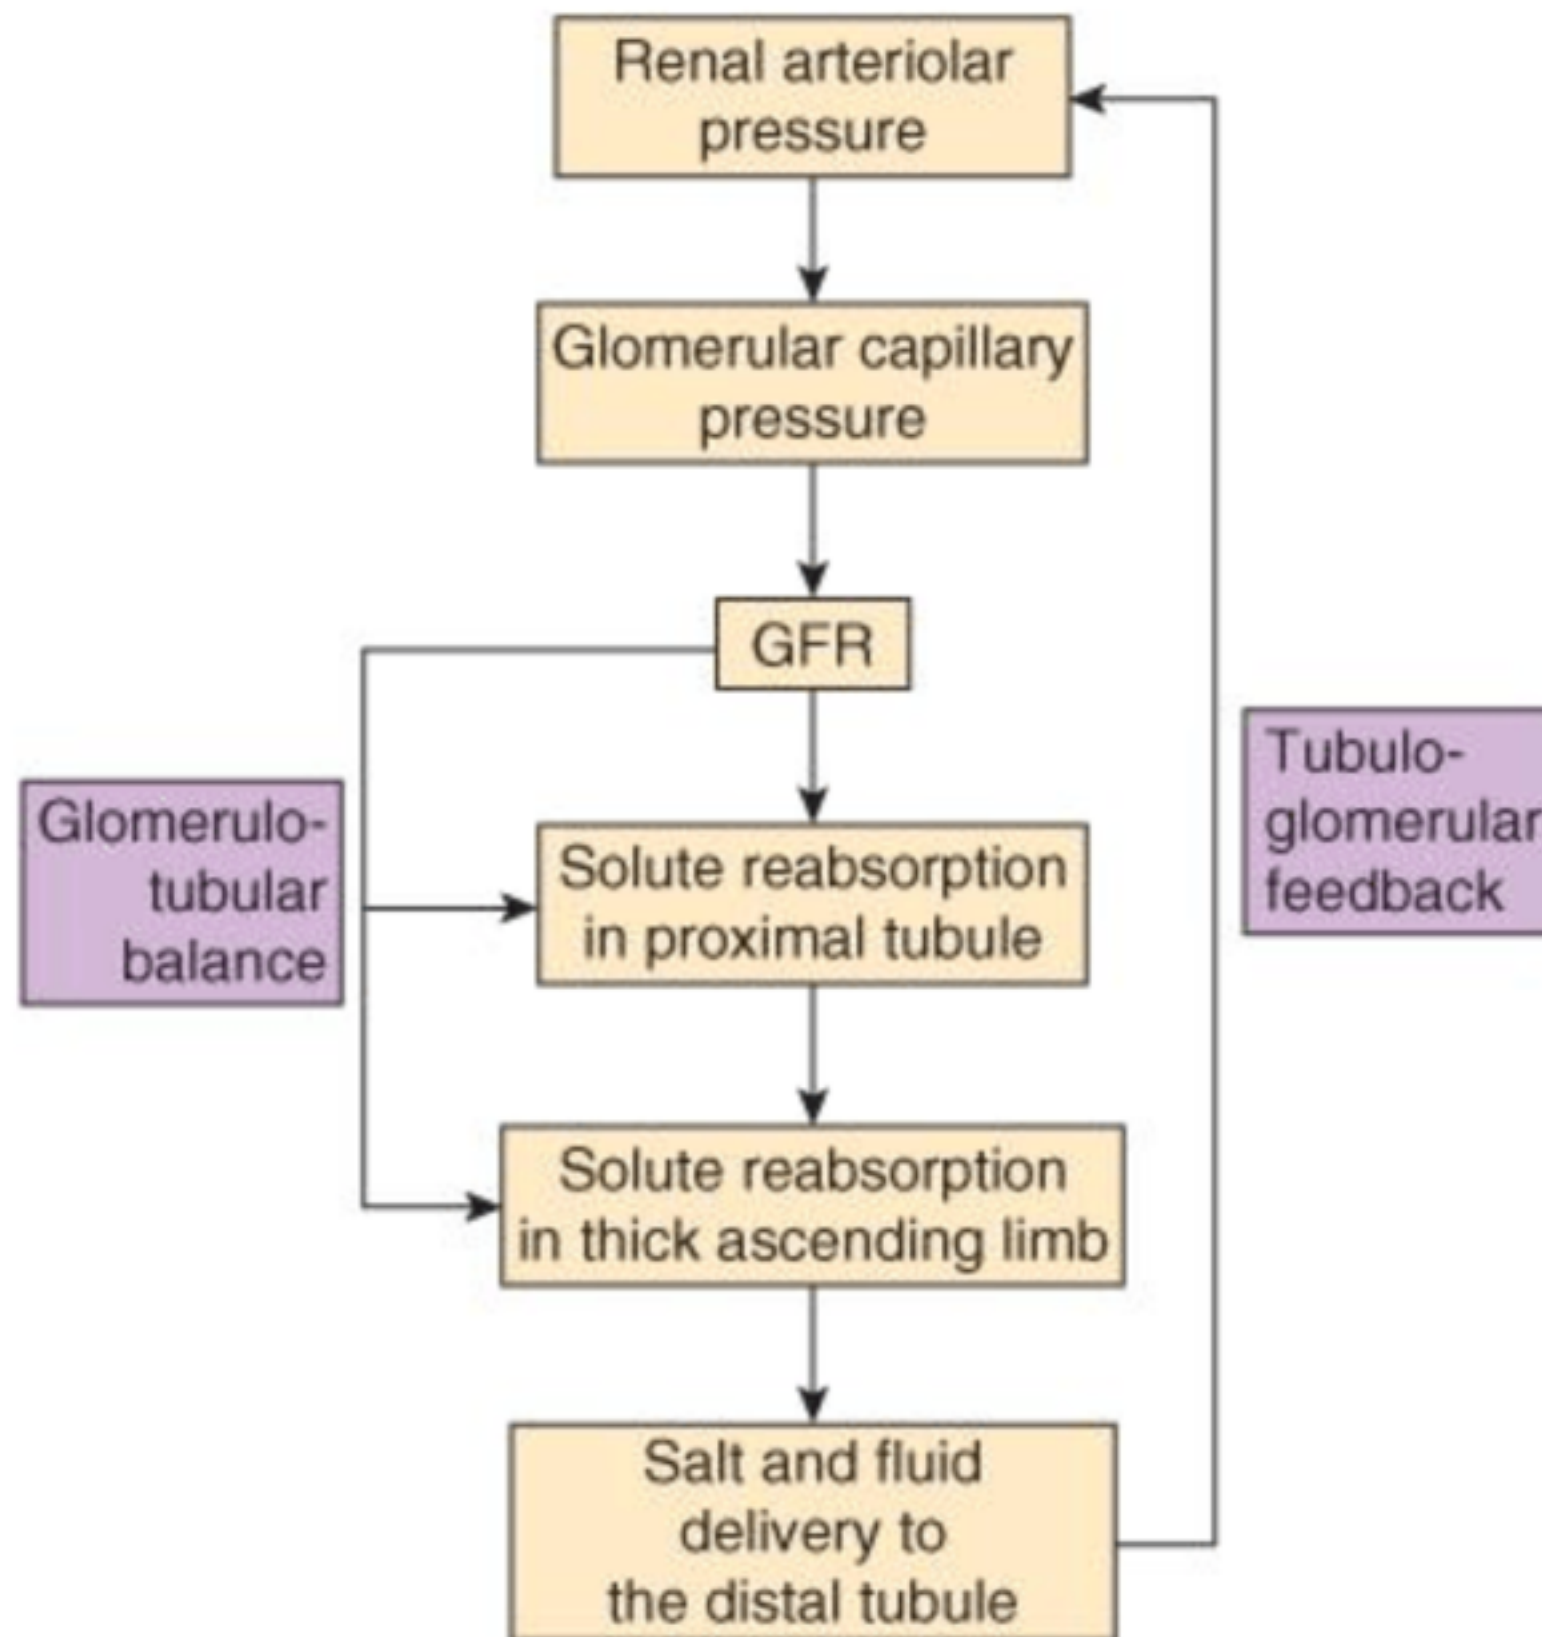 Renal arteriolar
pressure
Glomerular capillary
pressure
GFR
Glomerulo-
tubular
balance
Solute reabsorption
in proximal tubule
Tubulo-
glomerular
feedback
Solute reabsorption
in thick ascending limb
Salt and fluid
delivery to
the distal tubule